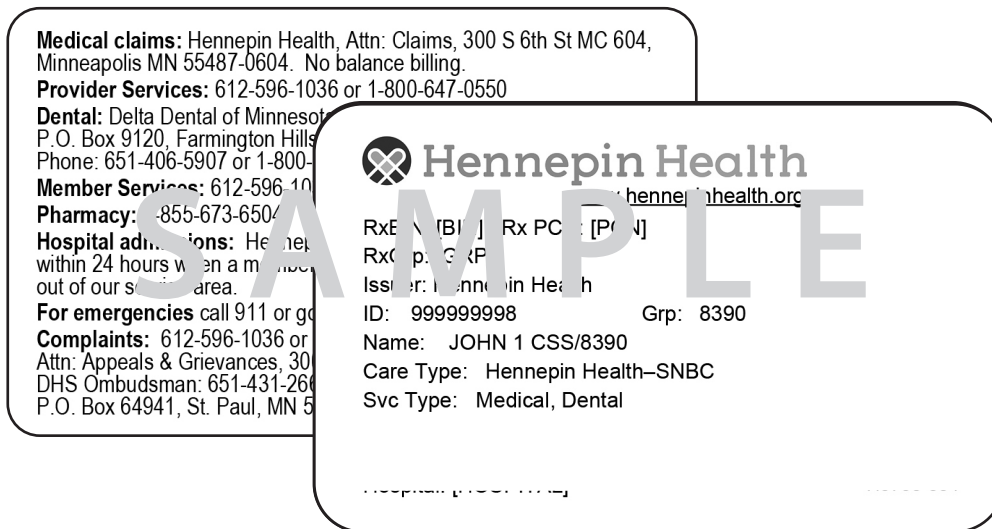 Medical claims: Hennepin Health, Attn: Claims, 300 S 6th St MC 604,
Minneapolis MN 55487-0604. No balance billing.
Provider Services: 612-596-1036 or 1-800-647-0550
Dental: Delta Dental of
P.O. Box 9120, Farmington Hills
Phone: 651-406-5907 or 1-800-
Member Services: 612-596-10
Pharmacy: -855-673-6504
Hospital
within 24 hours a
out of our area.
For emergencies call 911 or
Complaints: 612-596-1036 or
Attn: Appeals & Grievances,
DHS Ombudsman: 651-431-266
P.O. Box 64941, St. Paul, MN 5
Hennepin Health
hennepinhealth.org
SAMPLE
Rx [PCN]
Issuer: Hennepin Health
ID: 999999998 Grp: 8390
Name: JOHN 1 CSS/8390
Care Type: Hennepin Health–SNBC
Svc Type: Medical, Dental